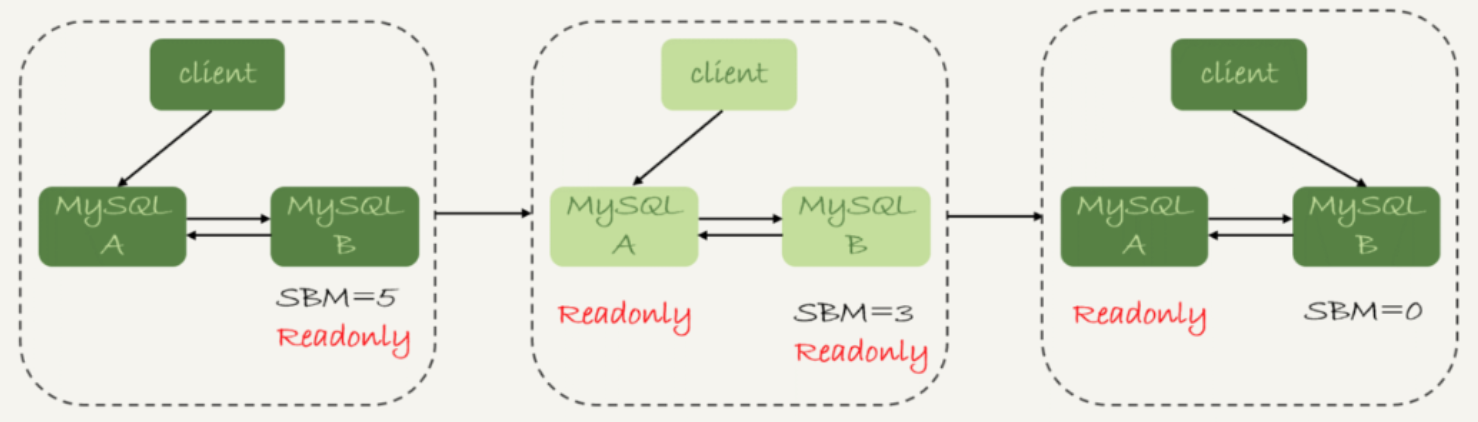 client
MySQL
A
MySQL
B
SBM=5
Readonly
client
MySQL
A
MySQL
B
Readonly
SBM=3
Readonly
client
MySQL
A
MySQL
B
Readonly
SBM=0